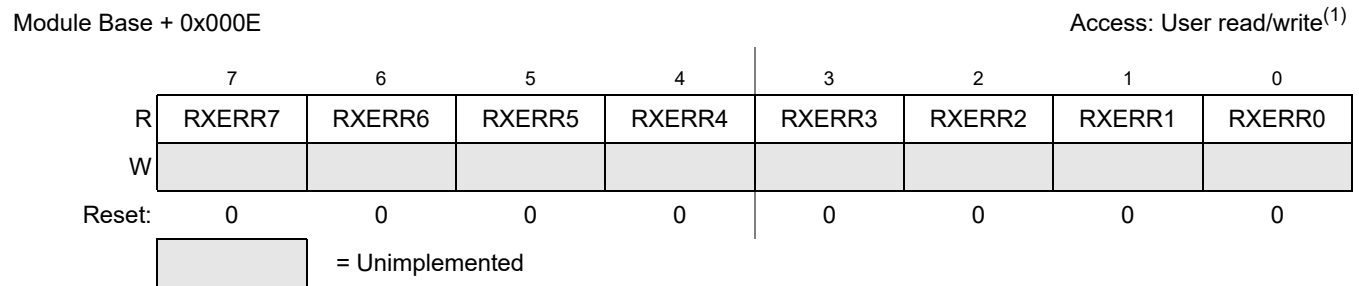 Module Base + 0x000E Access: User read/write(1)
7 6 5 4 3 2 1 0
R RXERR7 RXERR6 RXERR5 RXERR4 RXERR3 RXERR2 RXERR1 RXERR0
W
Reset: 0 0 0 0 0 0 0 0
= Unimplemented